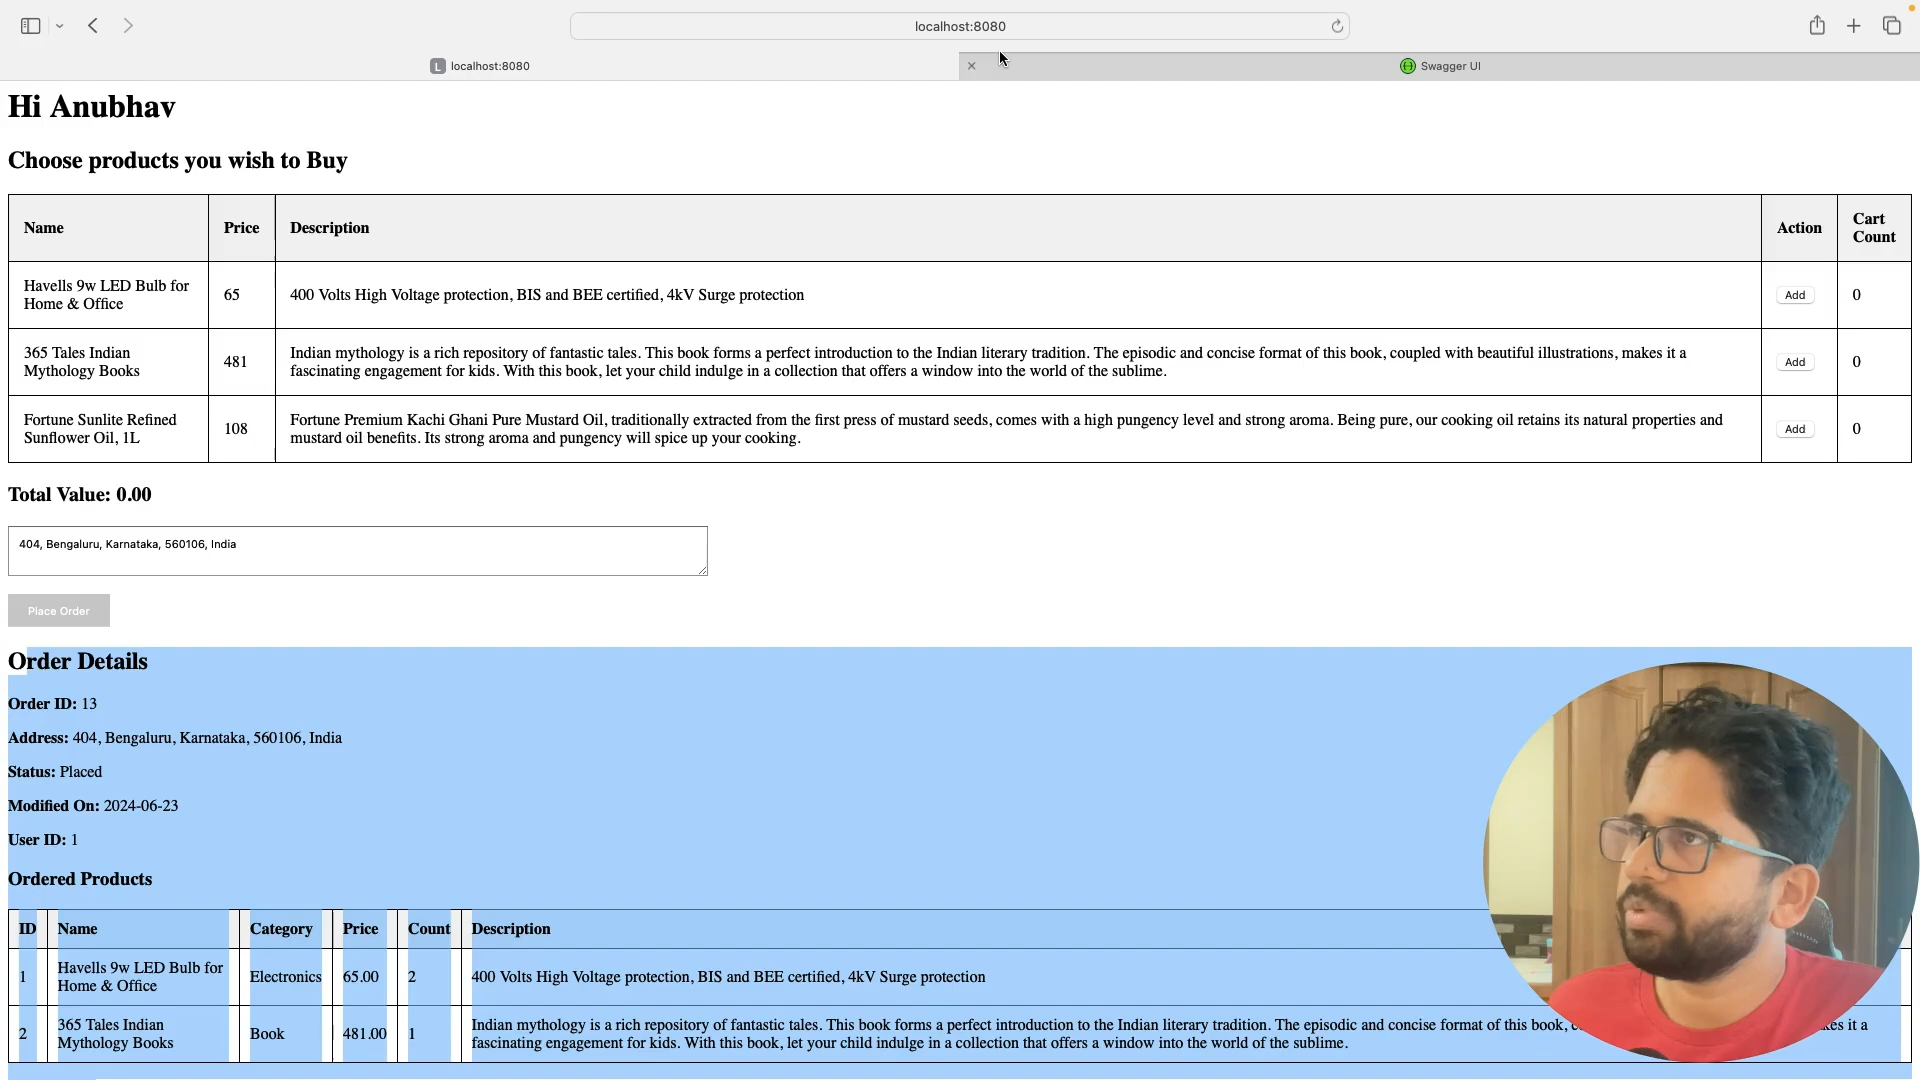 localhost:8080
L localhost:8080
Swagger UI
Hi Anubhav
Choose products you wish to Buy
Name Price Description Action Cart Count
Havells 9w LED Bulb for
Home & Office
65
400 Volts High Voltage protection, BIS and BEE certified, 4kV Surge protection
Add
0
365 Tales Indian
Mythology Books
481
Indian mythology is a rich repository of fantastic tales. This book forms a perfect introduction to the Indian literary tradition. The episodic and concise format of this book, coupled with beautiful illustrations, makes it a
fascinating engagement for kids. With this book, let your child indulge in a collection that offers a window into the world of the sublime.
Add
0
Fortune Sunlite Refined
Sunflower Oil, 1L
108
Fortune Premium Kachi Ghani Pure Mustard Oil, traditionally extracted from the first press of mustard seeds, comes with a high pungency level and strong aroma. Being pure, our cooking oil retains its natural properties and
mustard oil benefits. Its strong aroma and pungency will spice up your cooking.
Add
0
Total Value: 0.00
404, Bengaluru, Karnataka, 560106, India
Place Order
Order Details
Order ID: 13
Address: 404, Bengaluru, Karnataka, 560106, India
Status: Placed
Modified On: 2024-06-23
User ID: 1
Ordered Products
ID Name Category Price Count Description
1
Havells 9w LED Bulb for
Home & Office
Electronics
65.00
2
400 Volts High Voltage protection, BIS and BEE certified, 4kV Surge protection
2
365 Tales Indian
Mythology Books
Book
481.00
1
Indian mythology is a rich repository of fantastic tales. This book forms a perfect introduction to the Indian literary tradition. The episodic and concise format of this book, it a
fascinating engagement for kids. With this book, let your child indulge in a collection that offers a window into the world of the sublime.